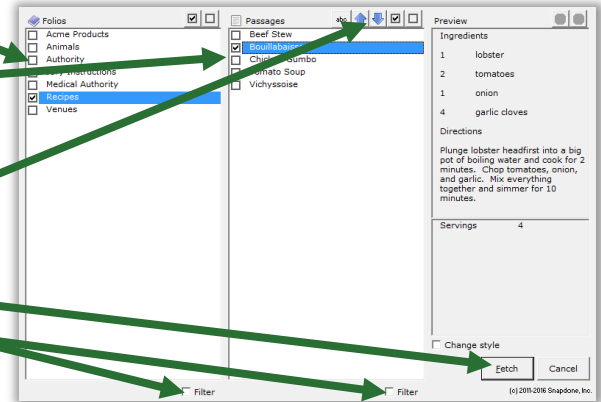 Folios
Acme Products
Animals
Authority
Instructions
Medical Authority
Recipes
Venues
Filter
Passages
abc
Beef Stew
Bouillabaisse
Chicken Gumbo
Tomato Soup
Vichyssoise
Filter
Preview
Ingredients
1 lobster
2 tomatoes
1 onion
4 garlic cloves
Directions
Plunge lobster headfirst into a big
pot of boiling water and cook for 2
minutes. Chop tomatoes, onion,
and garlic. Mix everything
together and simmer for 10
minutes.
Servings 4
Change style
Fetch
Cancel
(c) 2011-2016 Snapdone, Inc.